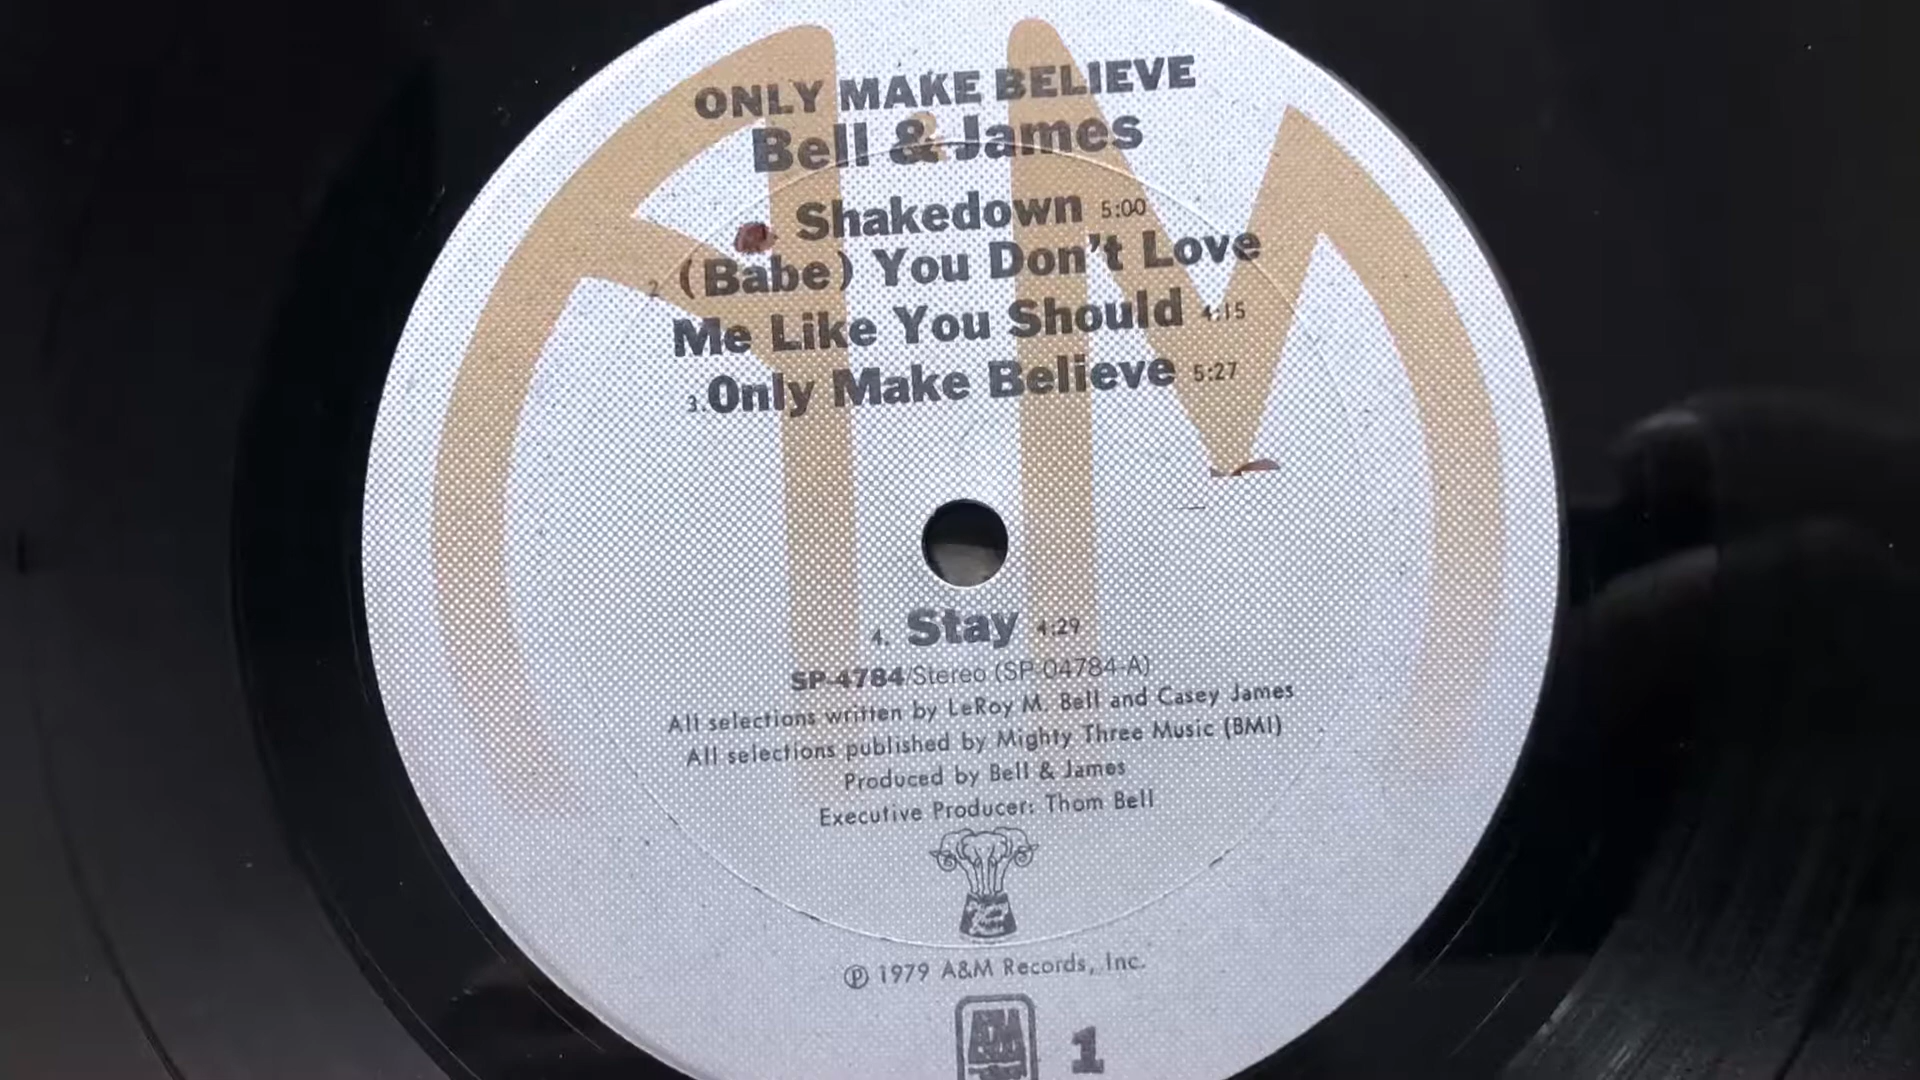 ONLY MAKE BELIEVE
Bell & James
Shakedown 5:00
2. (Babe) You Don't Love
Me Like You Should 4:15
3. Only Make Believe 5:27
4. Stay 4:29
SP-4784/Stereo (SP-04784-A)
All selections written by LeRoy M. Bell and Casey James
All selections published by Mighty Three Music (BMI)
Produced by Bell & James
Executive Producer: Thom Bell
℗ 1979 A&M Records, Inc.
A&M
1